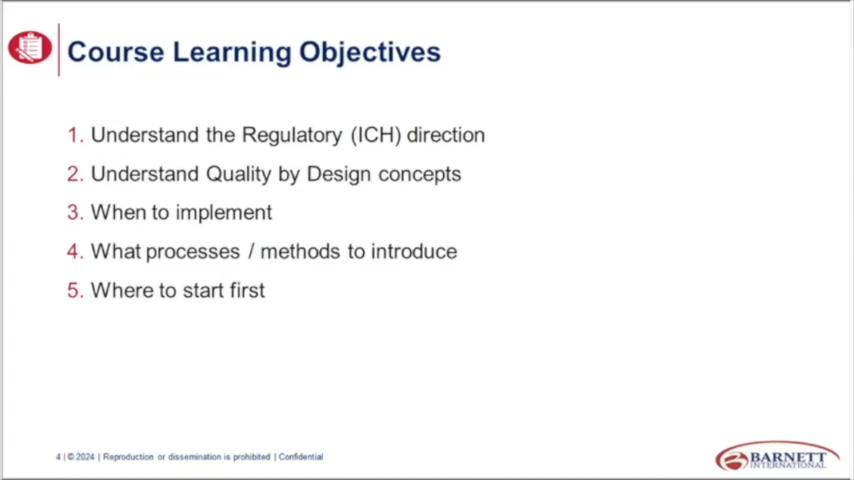 Course Learning Objectives
1. Understand the Regulatory (ICH) direction
2. Understand Quality by Design concepts
3. When to implement
4. What processes / methods to introduce
5. Where to start first
4 | © 2024 | Reproduction or dissemination is prohibited | Confidential
BARNETT
INTERNATIONAL